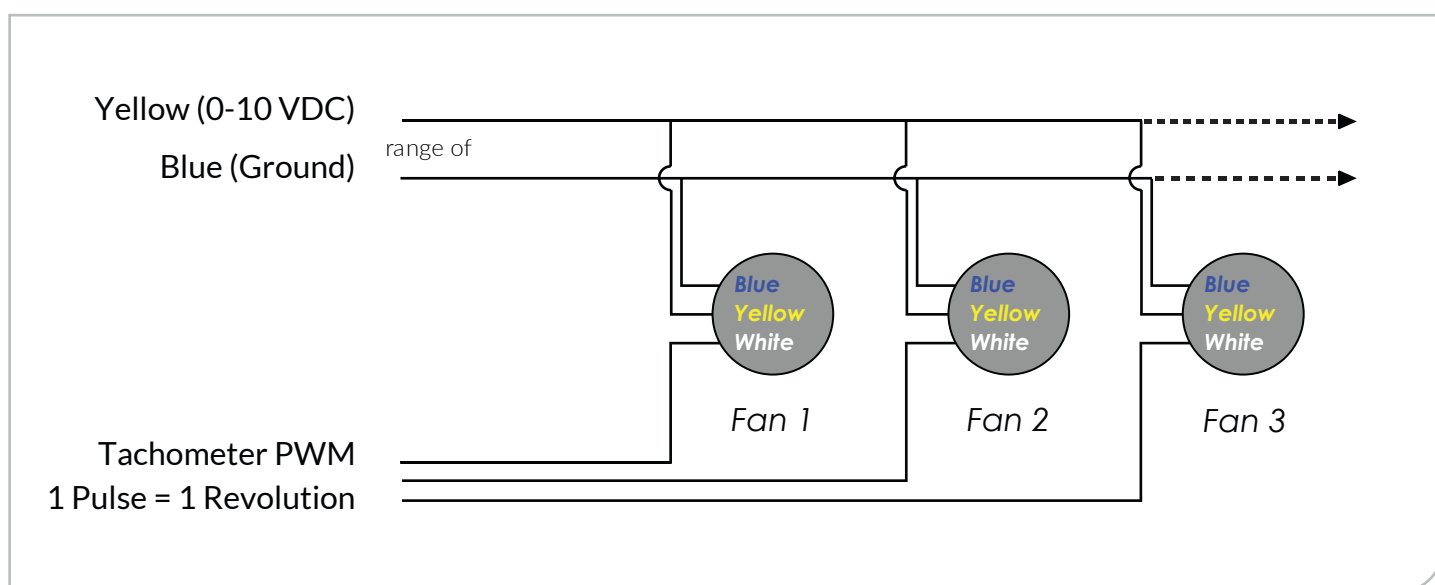 Yellow (0-10 VDC)
range of
Blue (Ground)
Blue
Yellow
White
Fan 1
Blue
Yellow
White
Fan 2
Blue
Yellow
White
Fan 3
Tachometer PWM
1 Pulse = 1 Revolution